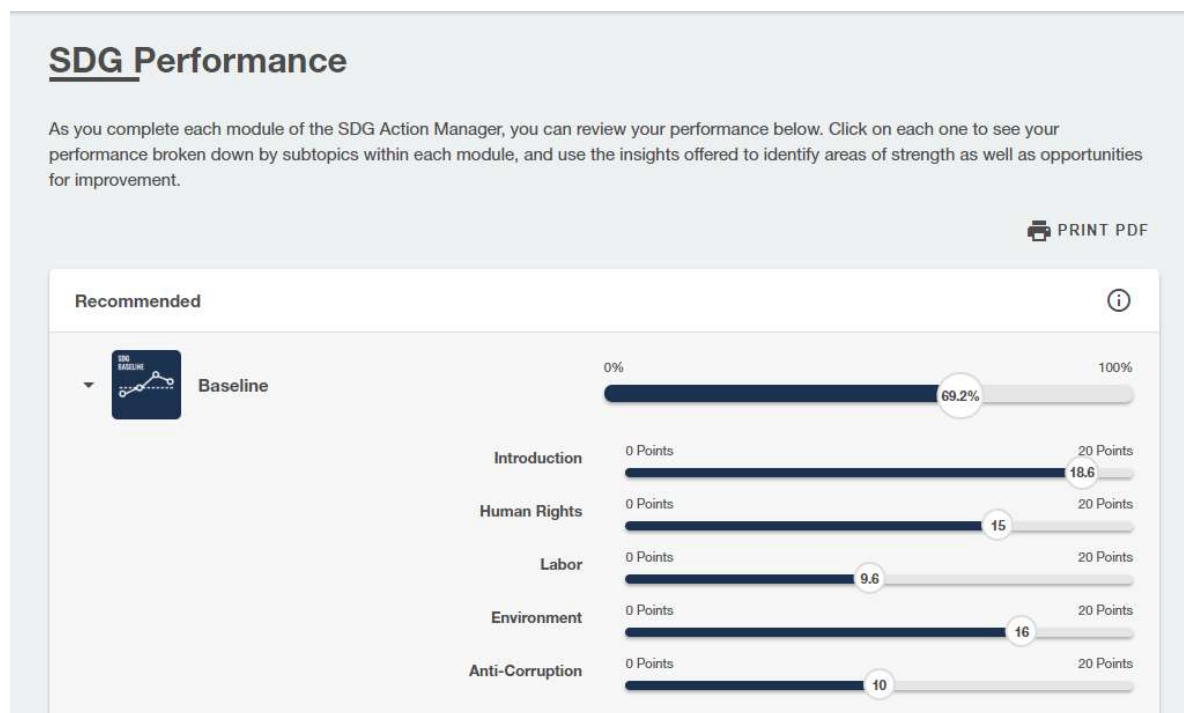 SDG Performance
As you complete each module of the SDG Action Manager, you can review your performance below. Click on each one to see your
performance broken down by subtopics within each module, and use the insights offered to identify areas of strength as well as opportunities
for improvement.
PRINT PDF
Recommended
SDG
BASELINE
Baseline
0% 100%
69.2%
Introduction
0 Points 20 Points
18.6
Human Rights
0 Points 20 Points
15
Labor
0 Points 20 Points
9.6
Environment
0 Points 20 Points
16
Anti-Corruption
0 Points 20 Points
10